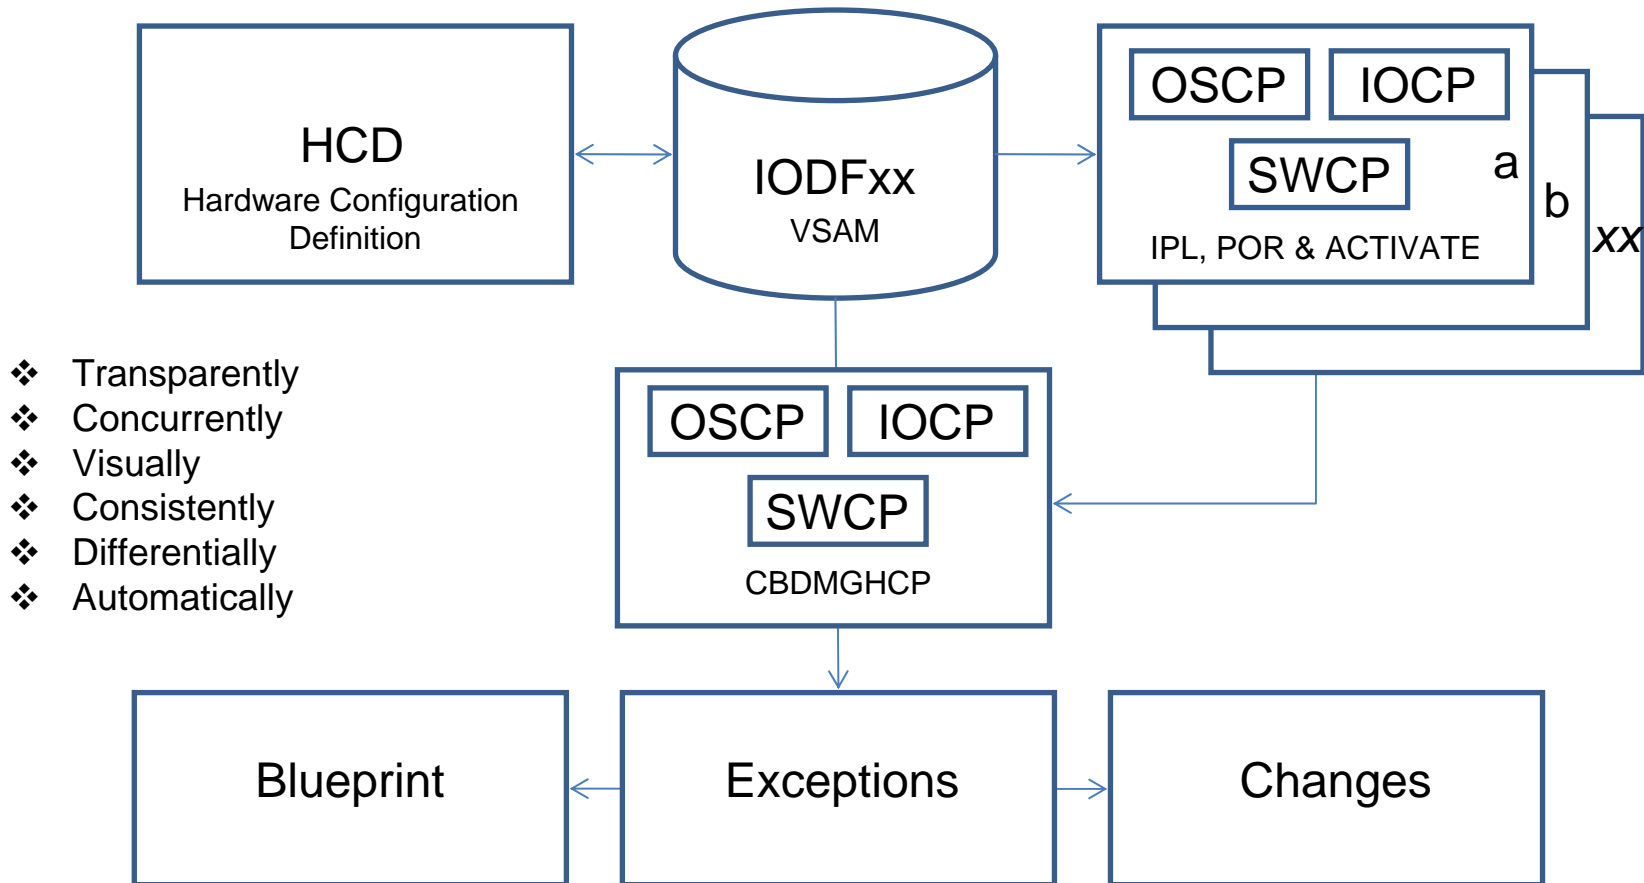 HCD
Hardware Configuration
Definition
IODFxx
VSAM
OSCP
IOCP
SWCP
IPL, POR & ACTIVATE
a
b
xx
❖ Transparently
❖ Concurrently
❖ Visually
❖ Consistently
❖ Differentially
❖ Automatically
OSCP
IOCP
SWCP
CBDMGHCP
Blueprint
Exceptions
Changes